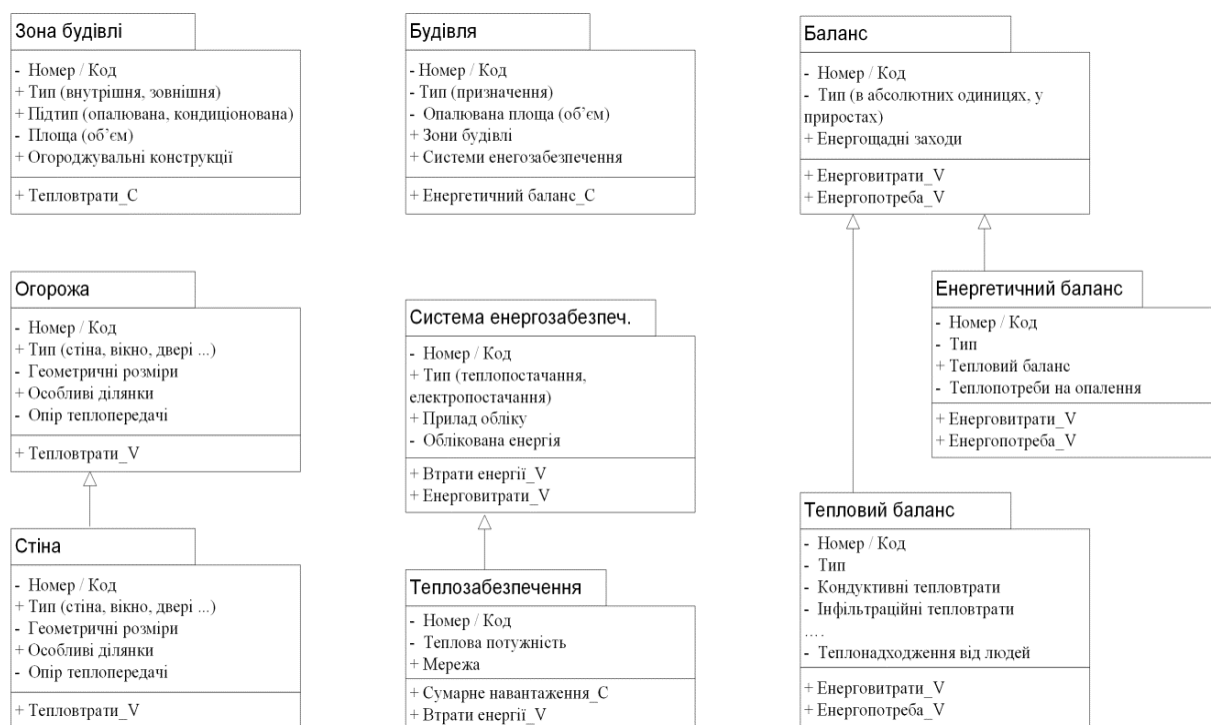 Зона будівлі
- Номер / Код
+ Тип (внутрішня, зовнішня)
+ Підтип (опалювана, кондиціонована)
- Площа (об’єм)
+ Огороджувальні конструкції
+ Тепловтрати_C
Будівля
- Номер / Код
- Тип (призначення)
- Опалювана площа (об’єм)
+ Зони будівлі
+ Системи енегозабезпечення
+ Енергетичний баланс_C
Баланс
- Номер / Код
- Тип (в абсолютних одиницях, у
приростах)
+ Енергощадні заходи
+ Енерговитрати_V
+ Енергопотреба_V
Огорожа
- Номер / Код
+ Тип (стіна, вікно, двері ...)
- Геометричні розміри
+ Особливі ділянки
- Опір теплопередачі
+ Тепловтрати_V
Система енергозабезпеч.
- Номер / Код
+ Тип (теплопостачання,
електропостачання)
+ Прилад обліку
- Облікована енергія
+ Втрати енергії_V
+ Енерговитрати_V
Енергетичний баланс
- Номер / Код
- Тип
+ Тепловий баланс
- Теплопотреби на опалення
+ Енерговитрати_V
+ Енергопотреба_V
Стіна
- Номер / Код
+ Тип (стіна, вікно, двері ...)
- Геометричні розміри
+ Особливі ділянки
- Опір теплопередачі
+ Тепловтрати_V
Теплозабезпечення
- Номер / Код
- Теплова потужність
+ Мережа
+ Сумарне навантаження_C
+ Втрати енергії_V
Тепловий баланс
- Номер / Код
- Тип
- Кондуктивні тепловтрати
- Інфільтраційні тепловтрати
....
- Теплонадходження від людей
+ Енерговитрати_V
+ Енергопотреба_V